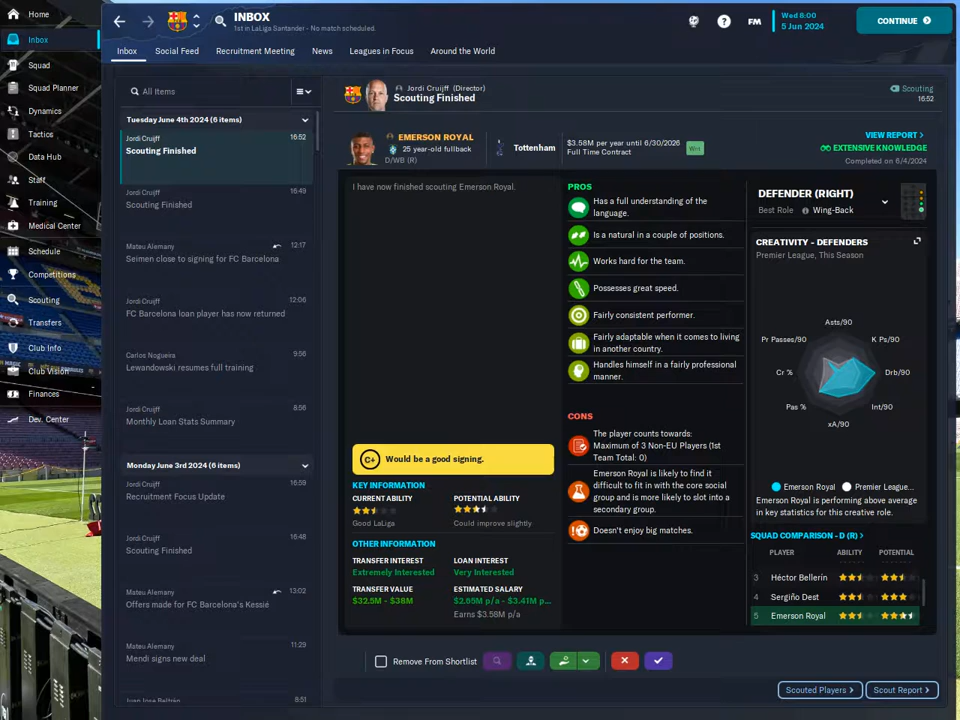 Home
Inbox
Squad
Squad Planner
Dynamics
Tactics
Data Hub
Staff
Training
Medical Center
Schedule
Competitions
Scouting
Transfers
Club Info
Club Vision
Finances
Dev. Center
INBOX
1st in LaLiga Santander - No match scheduled.
FM
Wed 8:00
5 Jun 2024
CONTINUE
Inbox
Social Feed
Recruitment Meeting
News
Leagues in Focus
Around the World
All Items
Tuesday June 4th 2024 (6 items)
Jordi Cruijff 16:52
Scouting Finished
Jordi Cruijff 16:49
Scouting Finished
Mateu Alemany 12:17
Seimen close to signing for FC Barcelona
Jordi Cruijff 12:06
FC Barcelona loan player has now returned
Carlos Nogueira 9:56
Lewandowski resumes full training
Jordi Cruijff 8:56
Monthly Loan Stats Summary
Monday June 3rd 2024 (6 items)
Jordi Cruijff 16:59
Recruitment Focus Update
Jordi Cruijff 16:48
Scouting Finished
Mateu Alemany 13:02
Offers made for FC Barcelona's Kessié
Mateu Alemany 11:29
Mendi signs new deal
Juan Jose Beltrán 8:51
Jordi Cruijff (Director)
Scouting Finished
Scouting
16:52
EMERSON ROYAL
25 year-old fullback
D/WB (R)
Tottenham
$3.58M per year until 6/30/2026
Full Time Contract
Wnt
VIEW REPORT >
EXTENSIVE KNOWLEDGE
Completed on 6/4/2024
I have now finished scouting Emerson Royal.
C+ Would be a good signing.
KEY INFORMATION
CURRENT ABILITY
Good LaLiga
POTENTIAL ABILITY
Could improve slightly
OTHER INFORMATION
TRANSFER INTEREST
Extremely Interested
LOAN INTEREST
Very Interested
TRANSFER VALUE
$32.5M - $38M
ESTIMATED SALARY
$2.95M p/a - $3.41M p...
Earns $3.58M p/a
PROS
Has a full understanding of the
language.
Is a natural in a couple of positions.
Works hard for the team.
Possesses great speed.
Fairly consistent performer.
Fairly adaptable when it comes to living
in another country.
Handles himself in a fairly professional
manner.
CONS
The player counts towards:
Maximum of 3 Non-EU Players (1st
Team Total: 0)
Emerson Royal is likely to find it
difficult to fit in with the core social
group and is more likely to slot into a
secondary group.
Doesn't enjoy big matches.
DEFENDER (RIGHT)
Best Role Wing-Back
CREATIVITY - DEFENDERS
Premier League, This Season
Asts/90
K Ps/90
Drb/90
Int/90
xA/90
Pas %
Cr %
Pr Passes/90
Emerson Royal
Premier League...
Emerson Royal is performing above average
in key statistics for this creative role.
SQUAD COMPARISON - D (R) >
PLAYER ABILITY POTENTIAL
3 Héctor Bellerín
4 Sergiño Dest
5 Emerson Royal
Remove From Shortlist
Scouted Players >
Scout Report >